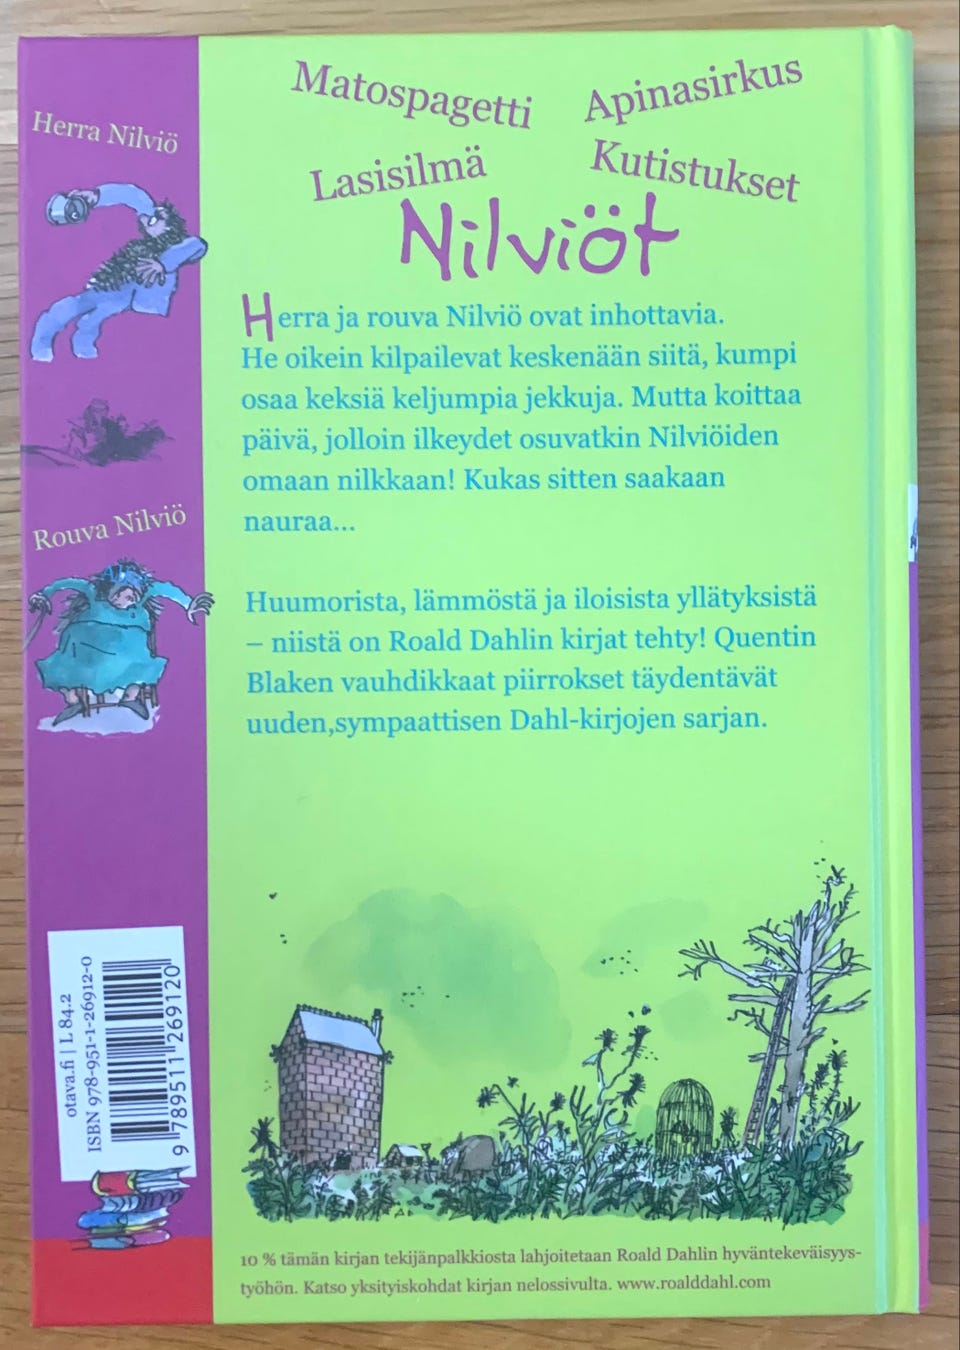 Herra Nilviö
Rouva Nilviö
Matospagetti
Apinasirkus
Lasisilmä
Kutistukset
Nilviöt
Herra ja rouva Nilviö ovat inhottavia.
He oikein kilpailevat keskenään siitä, kumpi
osaa keksiä keljumpia jekkuja. Mutta koittaa
päivä, jolloin ilkeydet osuvatkin Nilviöiden
omaan nilkkaan! Kukas sitten saakaan
nauraa...
Huumorista, lämmöstä ja iloisista yllätyksistä
– niistä on Roald Dahlin kirjat tehty! Quentin
Blaken vauhdikkaat piirrokset täydentävät
uuden,sympaattisen Dahl-kirjojen sarjan.
otava.fi | L 84.2
ISBN 978-951-1-26912-0
9 789511 269120
10 % tämän kirjan tekijänpalkkiosta lahjoitetaan Roald Dahlin hyväntekeväisyys-
työhön. Katso yksityiskohdat kirjan nelossivulta. www.roalddahl.com